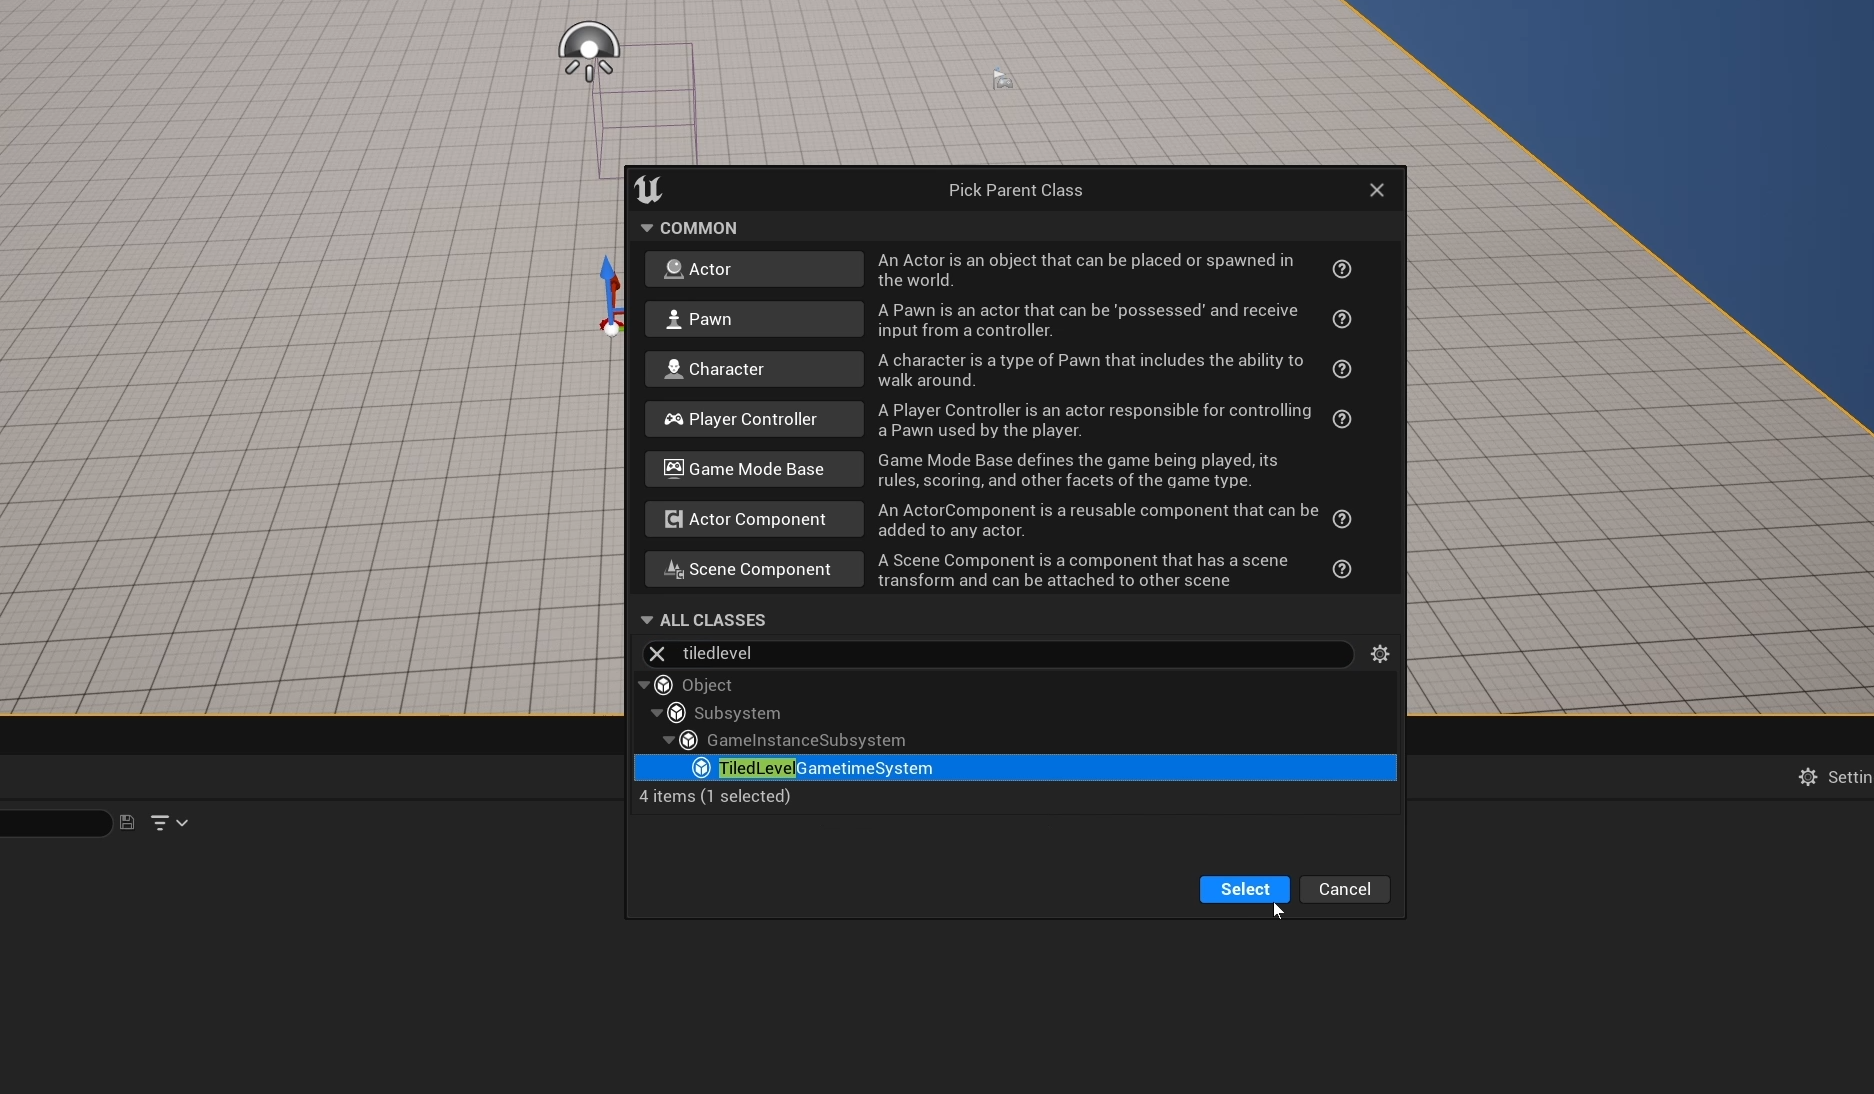 Pick Parent Class
COMMON
Actor
An Actor is an object that can be placed or spawned in
the world.
Pawn
A Pawn is an actor that can be 'possessed' and receive
input from a controller.
Character
A character is a type of Pawn that includes the ability to
walk around.
Player Controller
A Player Controller is an actor responsible for controlling
a Pawn used by the player.
Game Mode Base
Game Mode Base defines the game being played, its
rules, scoring, and other facets of the game type.
Actor Component
An ActorComponent is a reusable component that can be
added to any actor.
Scene Component
A Scene Component is a component that has a scene
transform and can be attached to other scene
ALL CLASSES
tiledlevel
Object
Subsystem
GameInstanceSubsystem
TiledLevelGametimeSystem
4 items (1 selected)
Settin
Select
Cancel